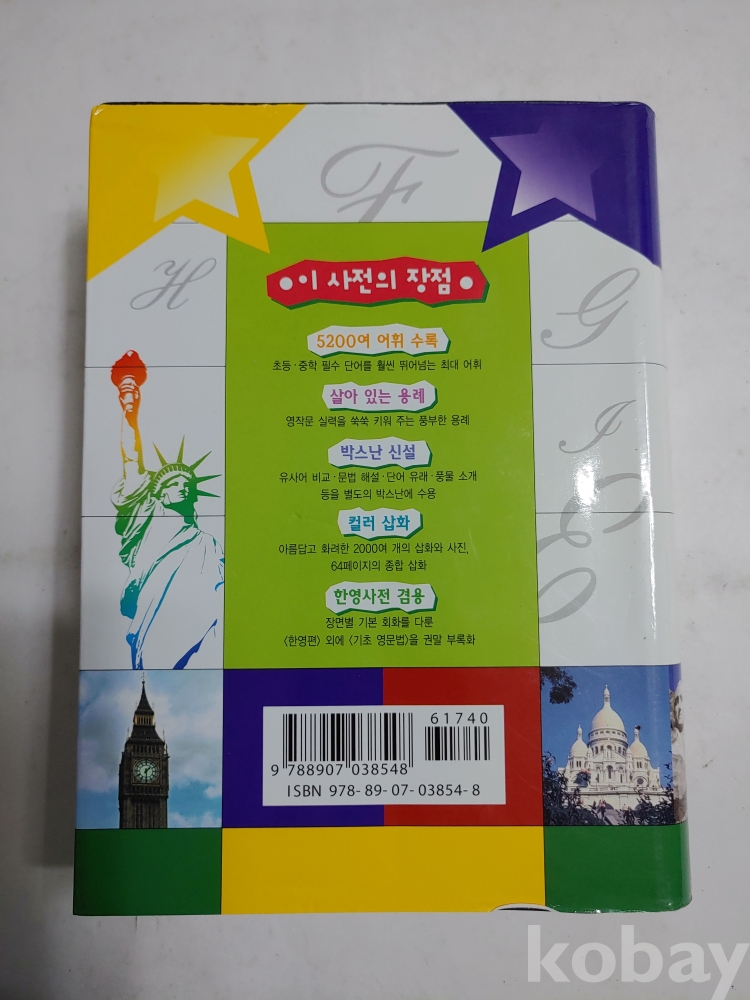 F
H
G
I
E
●이 사전의 장점●
5200여 어휘 수록
초등·중학 필수 단어를 훨씬 뛰어넘는 최대 어휘
살아 있는 용례
영작문 실력을 쑥쑥 키워 주는 풍부한 용례
박스난 신설
유사어 비교·문법 해설·단어 유래·풍물 소개
등을 별도의 박스난에 수용
컬러 삽화
아름답고 화려한 2000여 개의 삽화와 사진,
64페이지의 종합 삽화
한영사전 겸용
장면별 기본 회화를 다룬
〈한영편〉 외에 〈기초 영문법〉을 권말 부록화
61740
9 788907 038548
ISBN 978-89-07-03854-8
kobay